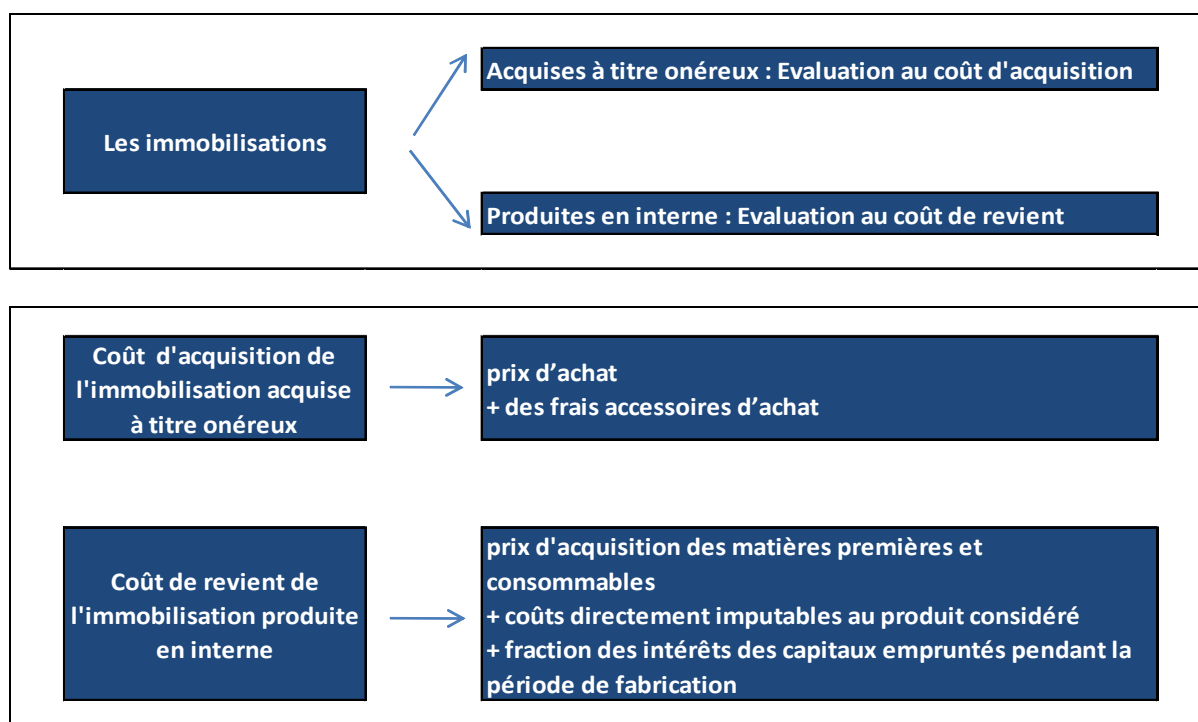 Acquises à titre onéreux : Evaluation au coût d'acquisition
Les immobilisations
Produites en interne : Evaluation au coût de revient
Coût d'acquisition de
l'immobilisation acquise
à titre onéreux
prix d’achat
+ des frais accessoires d’achat
Coût de revient de
l'immobilisation produite
en interne
prix d'acquisition des matières premières et
consommables
+ coûts directement imputables au produit considéré
+ fraction des intérêts des capitaux empruntés pendant la
période de fabrication